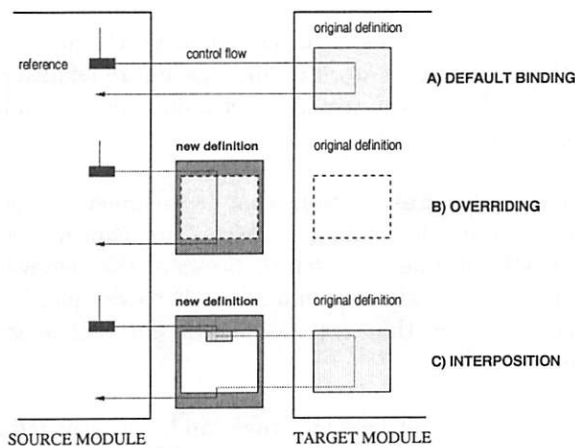 original definition
reference
control flow
A) DEFAULT BINDING
new definition
original definition
B) OVERRIDING
new definition
original definition
C) INTERPOSITION
SOURCE MODULE
TARGET MODULE